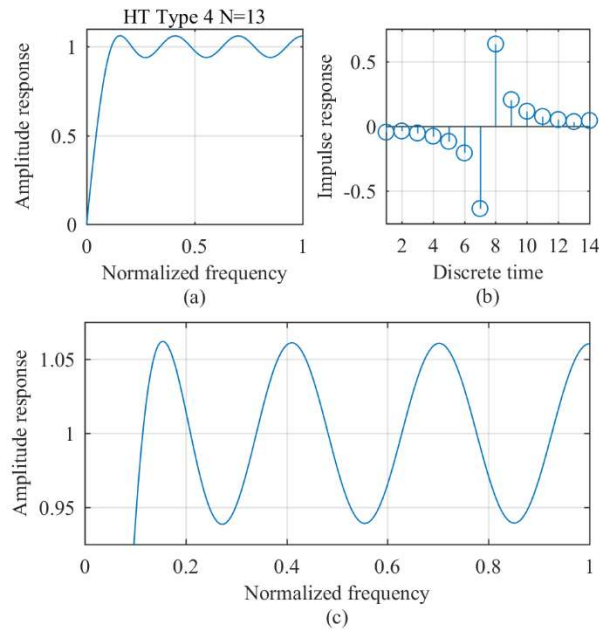 HT Type 4 N=13
Amplitude response
1
0.5
0
0 0.5 1
Normalized frequency
(a)
Impulse response
0.5
0
-0.5
2 4 6 8 10 12 14
Discrete time
(b)
Amplitude response
1.05
1
0.95
0 0.2 0.4 0.6 0.8 1
Normalized frequency
(c)